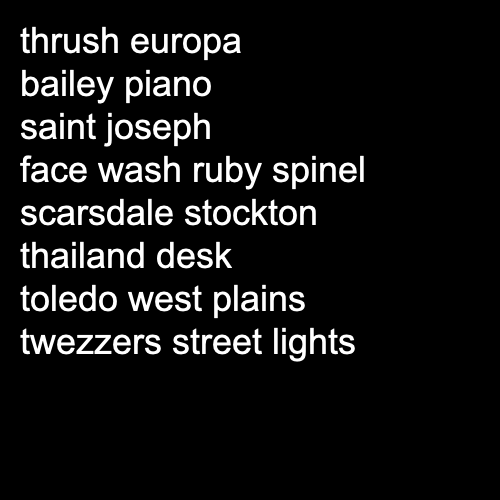 thrush europa
bailey piano
saint joseph
face wash ruby spinel
scarsdale stockton
thailand desk
toledo west plains
twezzers street lights